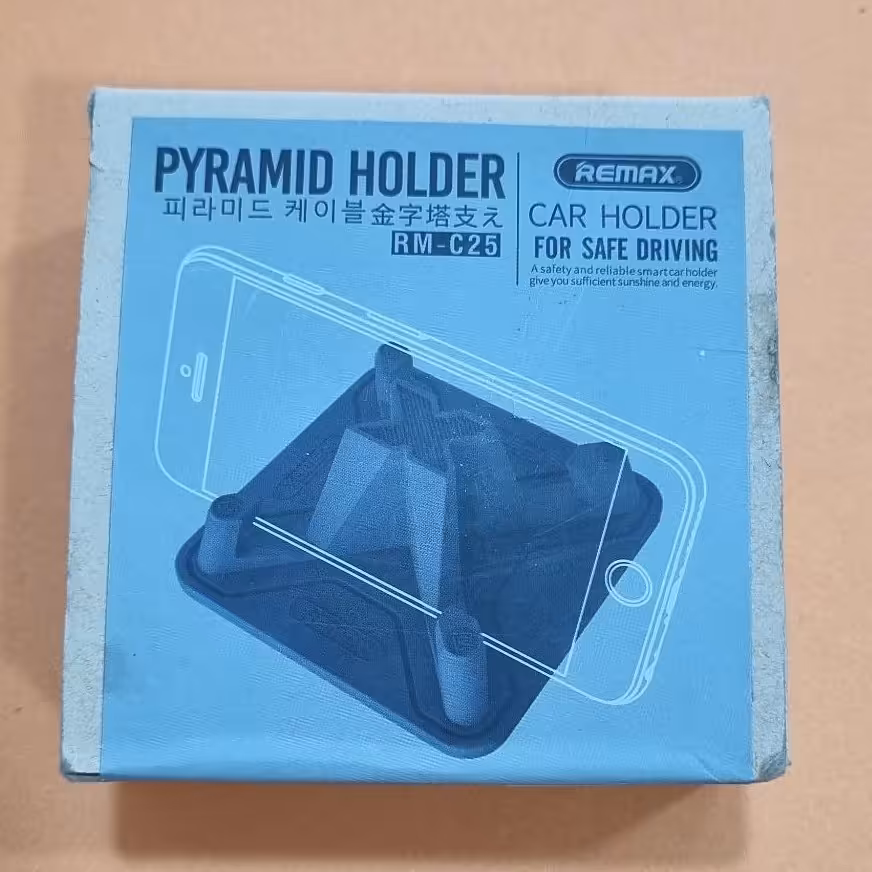 PYRAMID HOLDER
피라미드 케이블金字塔支え
RM-C25
REMAX
CAR HOLDER
FOR SAFE DRIVING
A safety and reliable smart car holder
give you sufficient sunshine and energy.